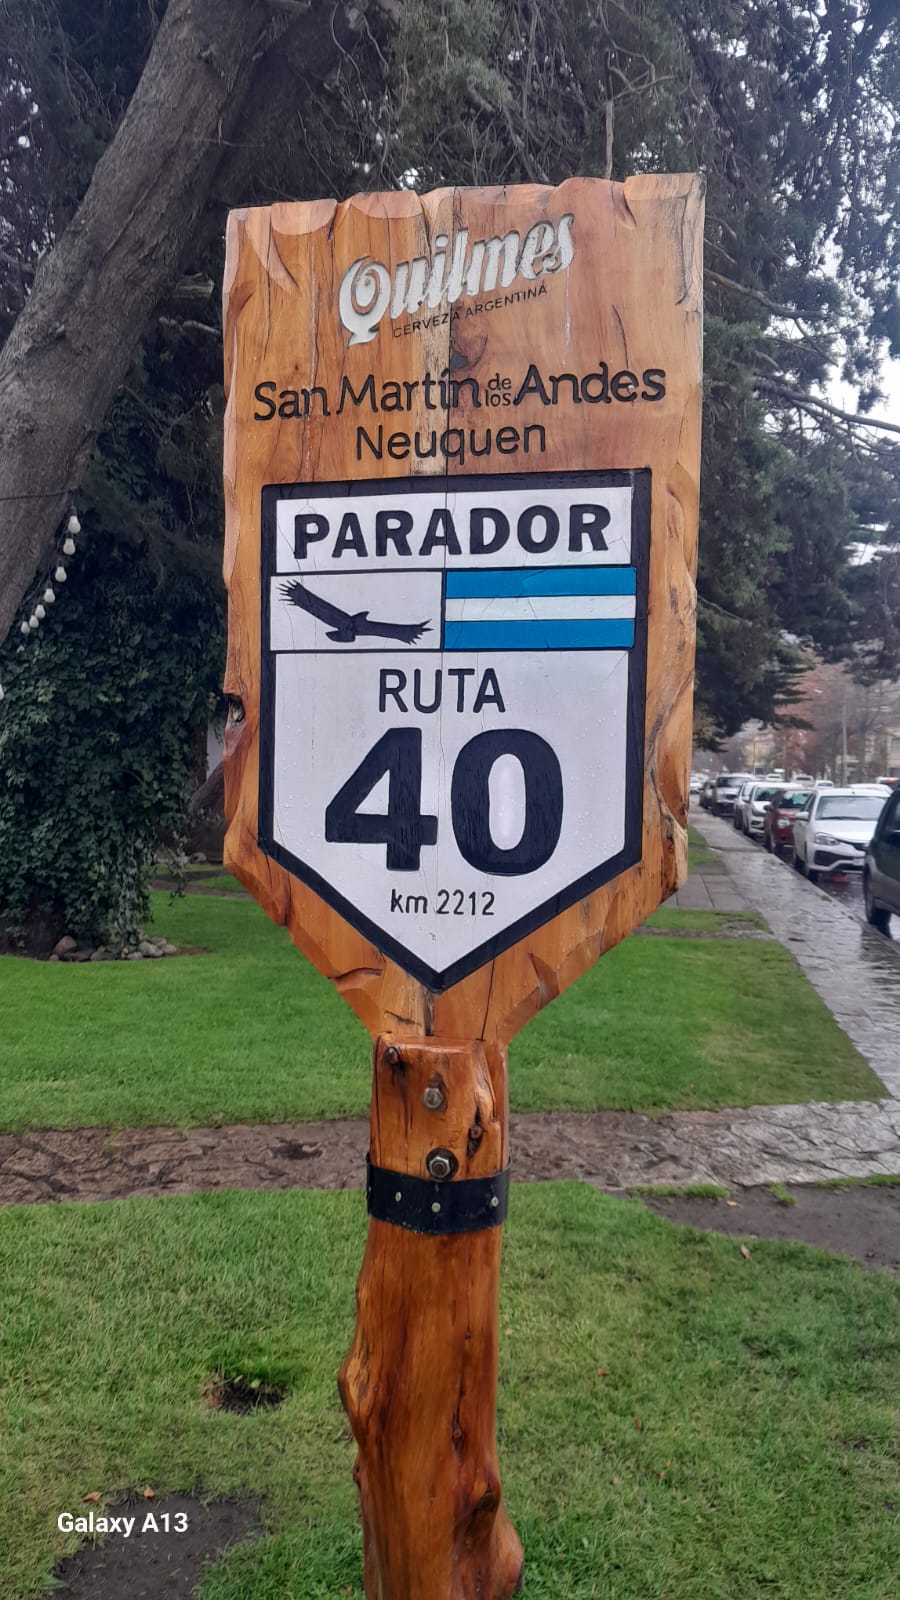 Quilmes
CERVEZA ARGENTINA
San Martín de los Andes
Neuquen
PARADOR
RUTA
40
km 2212
Galaxy A13